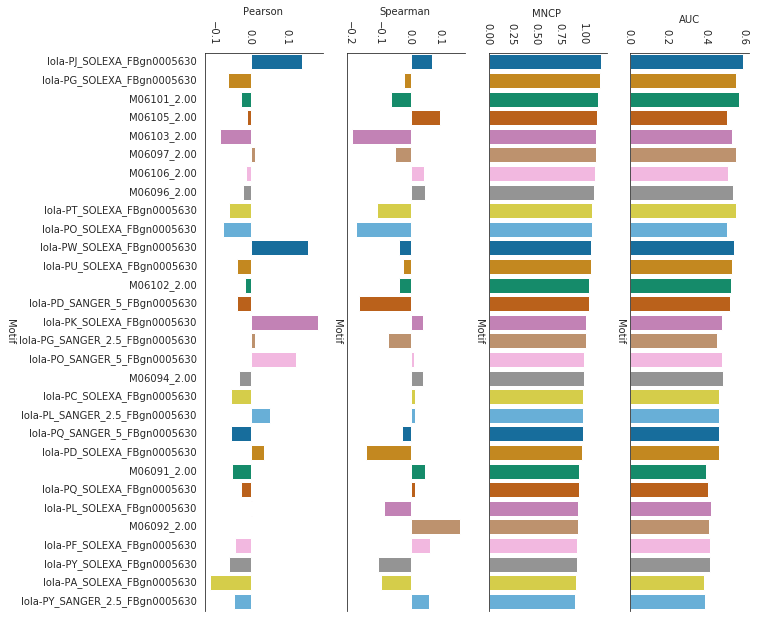 Pearson
Spearman
MNCP
AUC
−0.1
0.0
0.1
−0.2
−0.1
0.0
0.1
0.00
0.25
0.50
0.75
1.00
0.0
0.2
0.4
0.6
lola-PJ_SOLEXA_FBgn0005630
lola-PG_SOLEXA_FBgn0005630
M06101_2.00
M06105_2.00
M06103_2.00
M06097_2.00
M06106_2.00
M06096_2.00
lola-PT_SOLEXA_FBgn0005630
lola-PO_SOLEXA_FBgn0005630
lola-PW_SOLEXA_FBgn0005630
lola-PU_SOLEXA_FBgn0005630
M06102_2.00
lola-PD_SANGER_5_FBgn0005630
lola-PK_SOLEXA_FBgn0005630
lola-PG_SANGER_2.5_FBgn0005630
lola-PO_SANGER_5_FBgn0005630
M06094_2.00
lola-PC_SOLEXA_FBgn0005630
lola-PL_SANGER_2.5_FBgn0005630
lola-PQ_SANGER_5_FBgn0005630
lola-PD_SOLEXA_FBgn0005630
M06091_2.00
lola-PQ_SOLEXA_FBgn0005630
lola-PL_SOLEXA_FBgn0005630
M06092_2.00
lola-PF_SOLEXA_FBgn0005630
lola-PY_SOLEXA_FBgn0005630
lola-PA_SOLEXA_FBgn0005630
lola-PY_SANGER_2.5_FBgn0005630
Motif
Motif
Motif
Motif